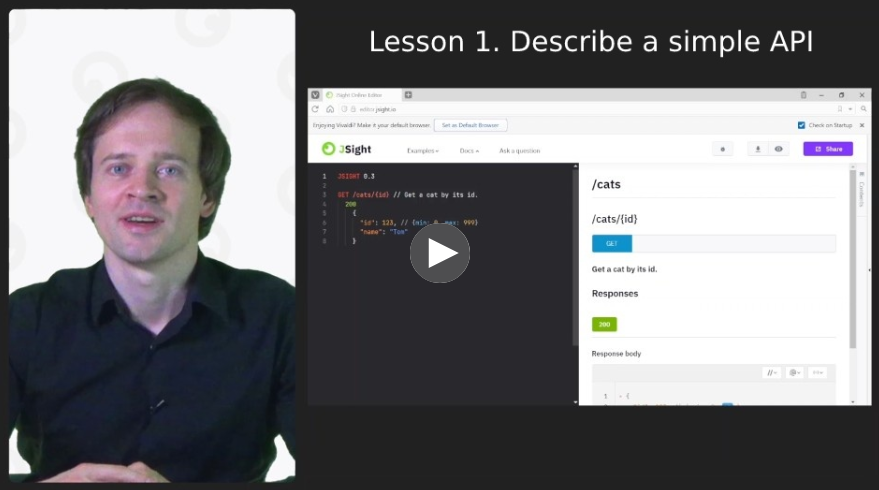 Lesson 1. Describe a simple API
JSight Online Editor
editor.jsight.io
Enjoying Vivaldi? Make it your default browser.
Set as Default Browser
Check on Startup
JSight
Examples
Docs
Ask a question
Share
1 JSIGHT 0.3
2
3 GET /cats/{id} // Get a cat by its id.
4 200
5 {
6 "id": 123, // {min: 0, max: 999}
7 "name": "Tom"
8 }
/cats
/cats/{id}
GET
Get a cat by its id.
Responses
200
Response body
1 - {
2
Contents